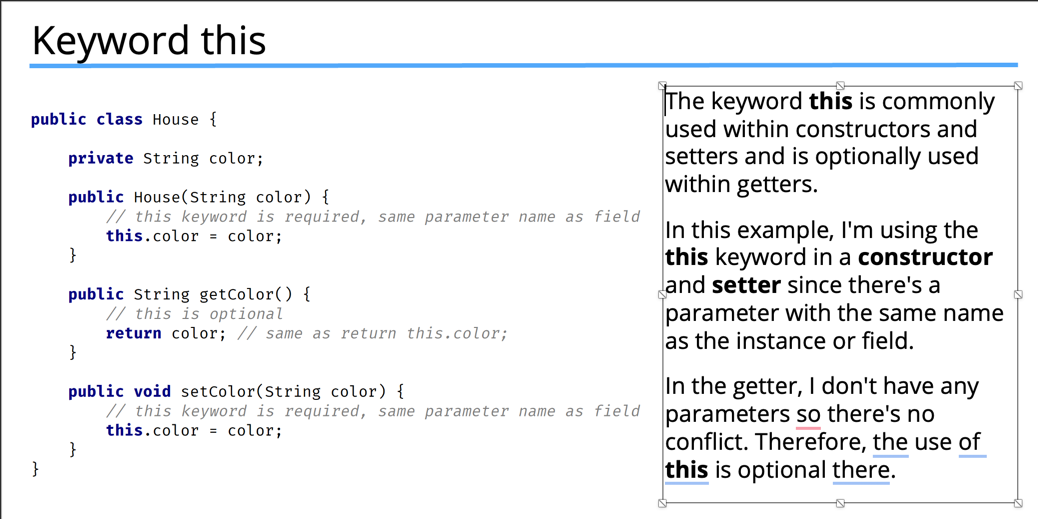 Keyword this
public class House {
private String color;
public House(String color) {
// this keyword is required, same parameter name as field
this.color = color;
}
public String getColor() {
// this is optional
return color; // same as return this.color;
}
public void setColor(String color) {
// this keyword is required, same parameter name as field
this.color = color;
}
}
The keyword this is commonly
used within constructors and
setters and is optionally used
within getters.
In this example, I'm using the
this keyword in a constructor
and setter since there's a
parameter with the same name
as the instance or field.
In the getter, I don't have any
parameters so there's no
conflict. Therefore, the use of
this is optional there.